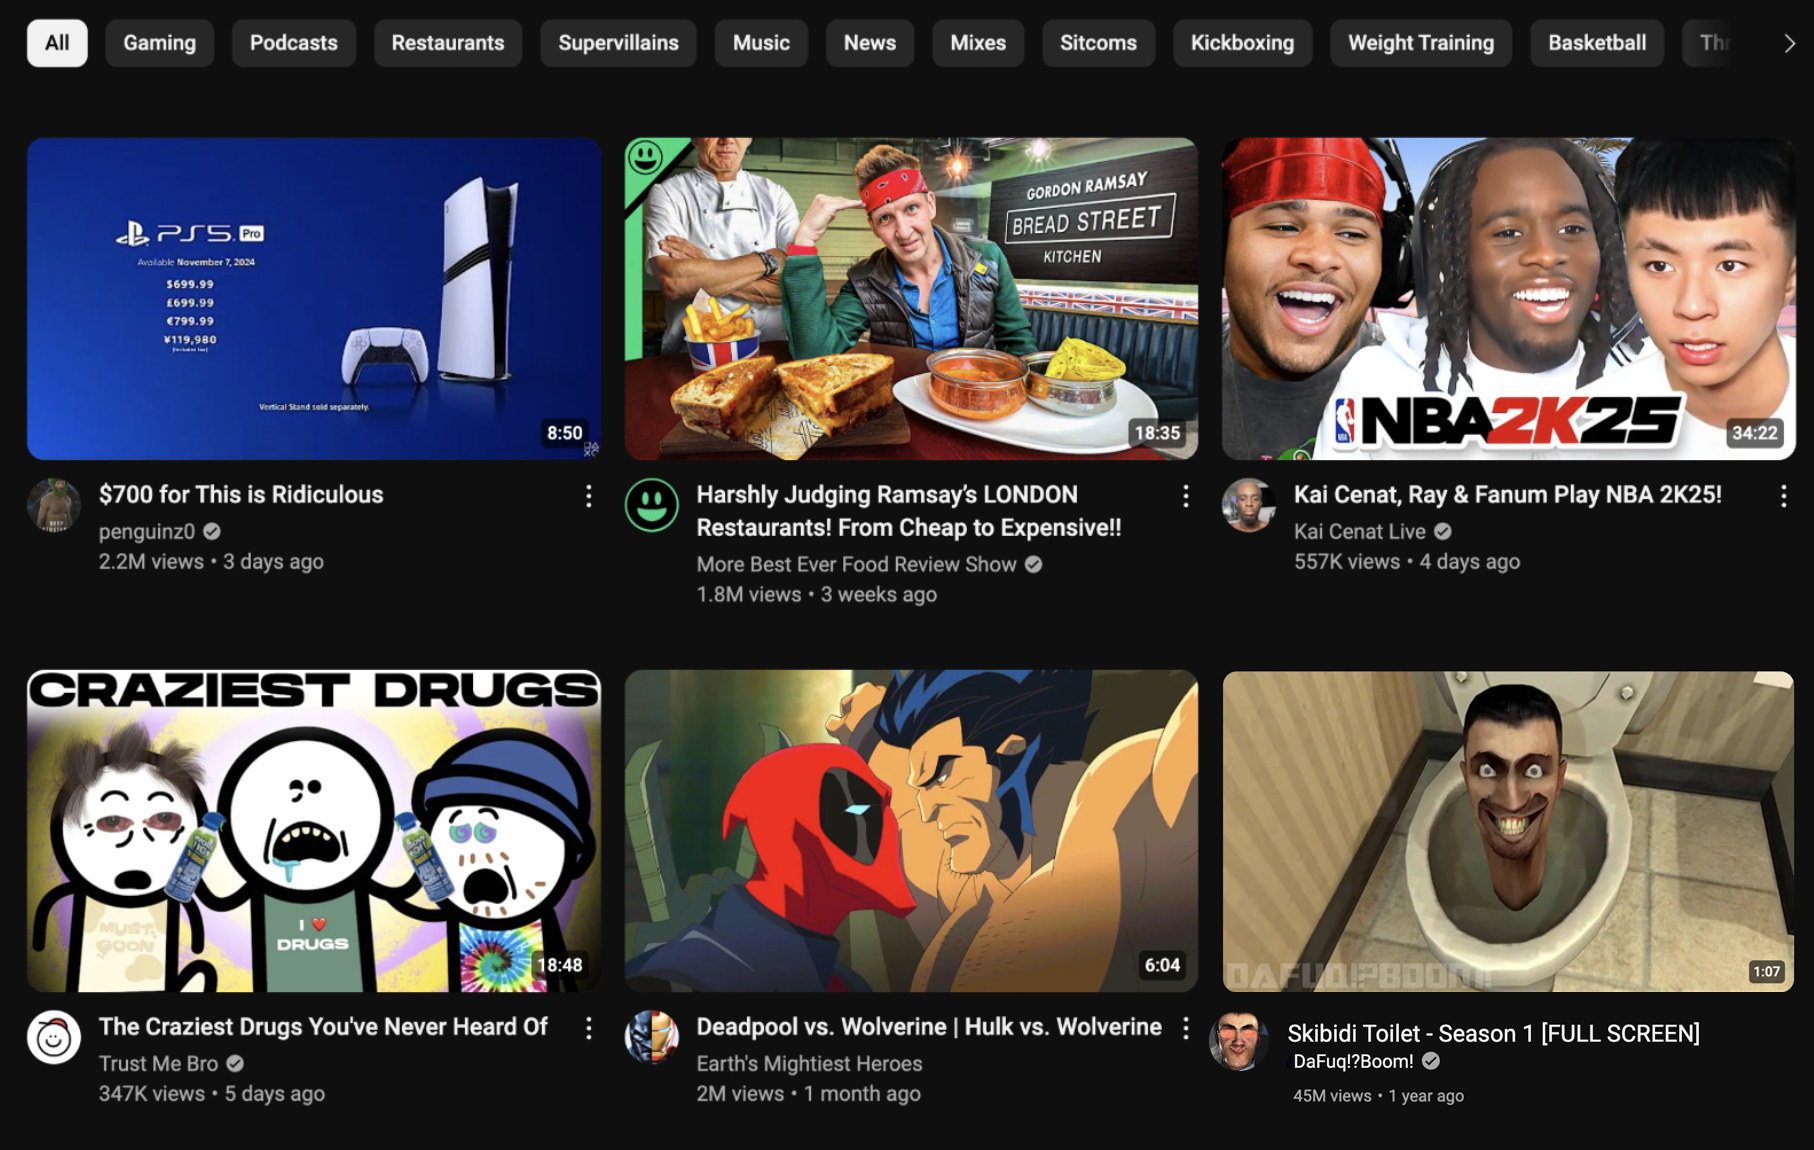 All
Gaming
Podcasts
Restaurants
Supervillains
Music
News
Mixes
Sitcoms
Kickboxing
Weight Training
Basketball
PS5 Pro
Available November 7, 2024
$699.99
£699.99
€799.99
¥119,980
Vertical Stand sold separately.
8:50
GORDON RAMSAY
BREAD STREET
KITCHEN
18:35
NBA 2K25
34:22
$700 for This is Ridiculous
penguinz0
2.2M views • 3 days ago
Harshly Judging Ramsay's LONDON
Restaurants! From Cheap to Expensive!!
More Best Ever Food Review Show
1.8M views • 3 weeks ago
Kai Cenat, Ray & Fanum Play NBA 2K25!
Kai Cenat Live
557K views • 4 days ago
CRAZIEST DRUGS
MUST
GOON
I ❤️
DRUGS
18:48
6:04
DAFUQ!?BOOM!
1:07
The Craziest Drugs You've Never Heard Of
Trust Me Bro
347K views • 5 days ago
Deadpool vs. Wolverine | Hulk vs. Wolverine
Earth's Mightiest Heroes
2M views • 1 month ago
Skibidi Toilet - Season 1 [FULL SCREEN]
DaFuq!?Boom!
45M views • 1 year ago